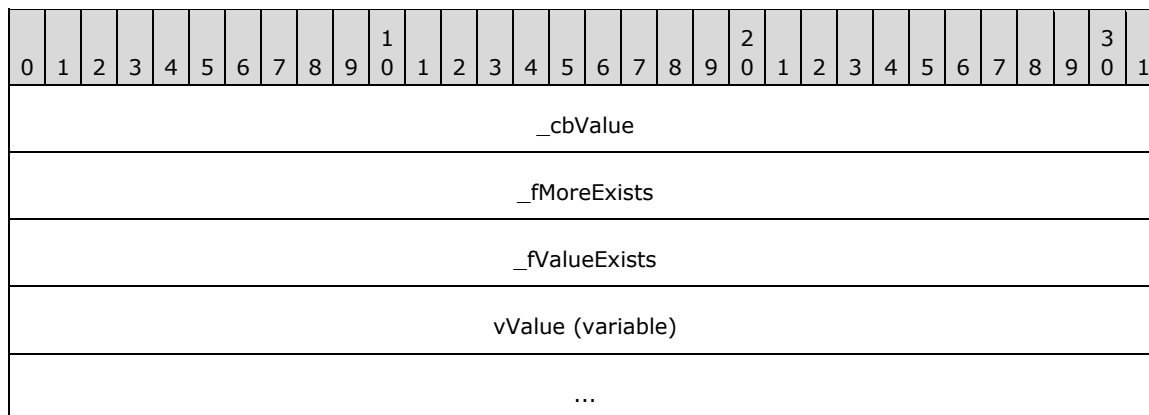 1 2 3
0 1 2 3 4 5 6 7 8 9 0 1 2 3 4 5 6 7 8 9 0 1 2 3 4 5 6 7 8 9 0 1
_cbValue
_fMoreExists
_fValueExists
vValue (variable)
...